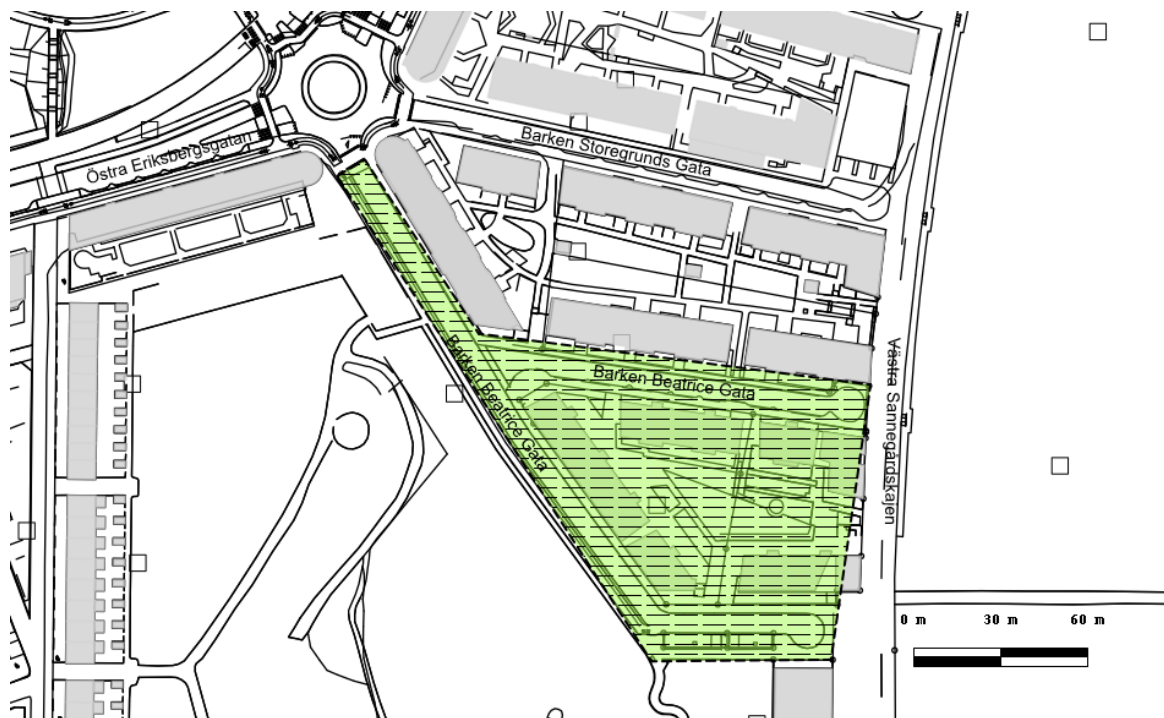 Östra Eriksbergsgatan
Barken Storegrunds Gata
Barken Beatrice Gata
Barken Beatrice Gata
Västra Sannegårdskajen
0 m 30 m 60 m